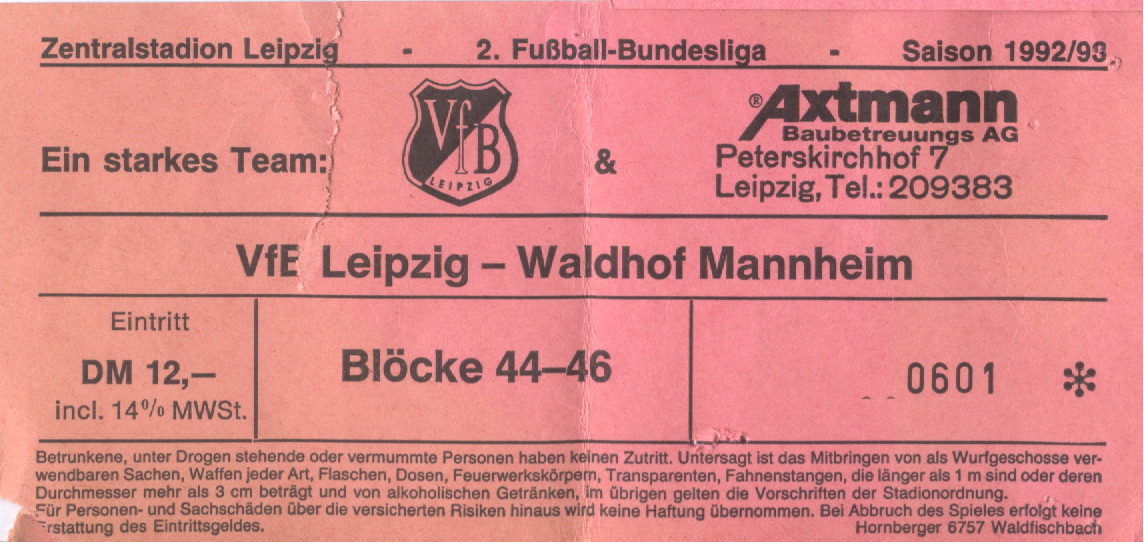 Zentralstadion Leipzig - 2. Fußball-Bundesliga - Saison 1992/93
VfB
LEIPZIG
®Axtmann
Baubetreuungs AG
Ein starkes Team: &
Peterskirchhof 7
Leipzig, Tel.: 209383
VfB Leipzig – Waldhof Mannheim
Eintritt
DM 12,—
incl. 14% MWSt.
Blöcke 44–46
0601 *
Betrunkene, unter Drogen stehende oder vermummte Personen haben keinen Zutritt. Untersagt ist das Mitbringen von als Wurfgeschosse ver-
wendbaren Sachen, Waffen jeder Art, Flaschen, Dosen, Feuerwerkskörpern, Transparenten, Fahnenstangen, die länger als 1 m sind oder deren
Durchmesser mehr als 3 cm beträgt und von alkoholischen Getränken, im übrigen gelten die Vorschriften der Stadionordnung.
Für Personen- und Sachschäden über die versicherten Risiken hinaus wird keine Haftung übernommen. Bei Abbruch des Spieles erfolgt keine
Erstattung des Eintrittsgeldes. Hornberger 6757 Waldfischbach